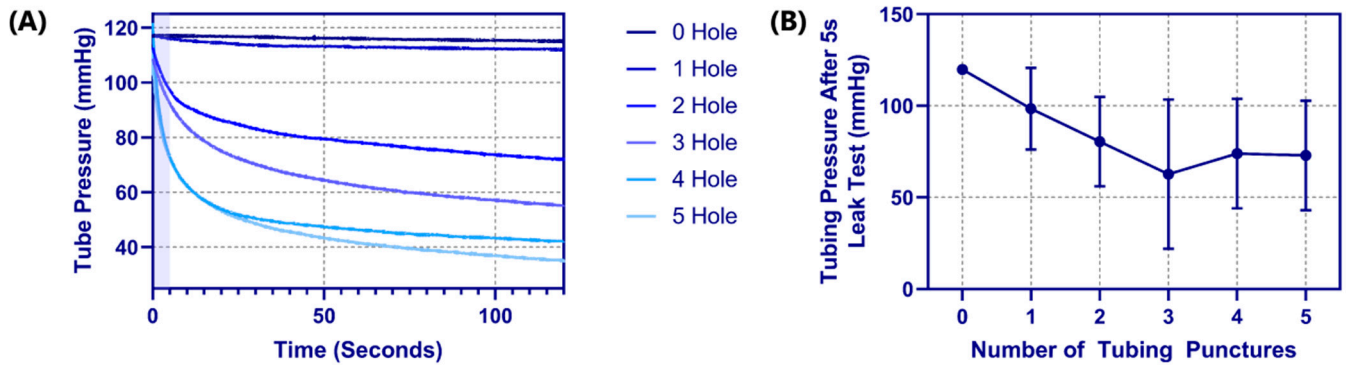 (A)
Tube Pressure (mmHg)
120
100
80
60
40
0
50
100
Time (Seconds)
0 Hole
1 Hole
2 Hole
3 Hole
4 Hole
5 Hole
(B)
Tubing Pressure After 5s
Leak Test (mmHg)
150
100
50
0
0
1
2
3
4
5
Number of Tubing Punctures